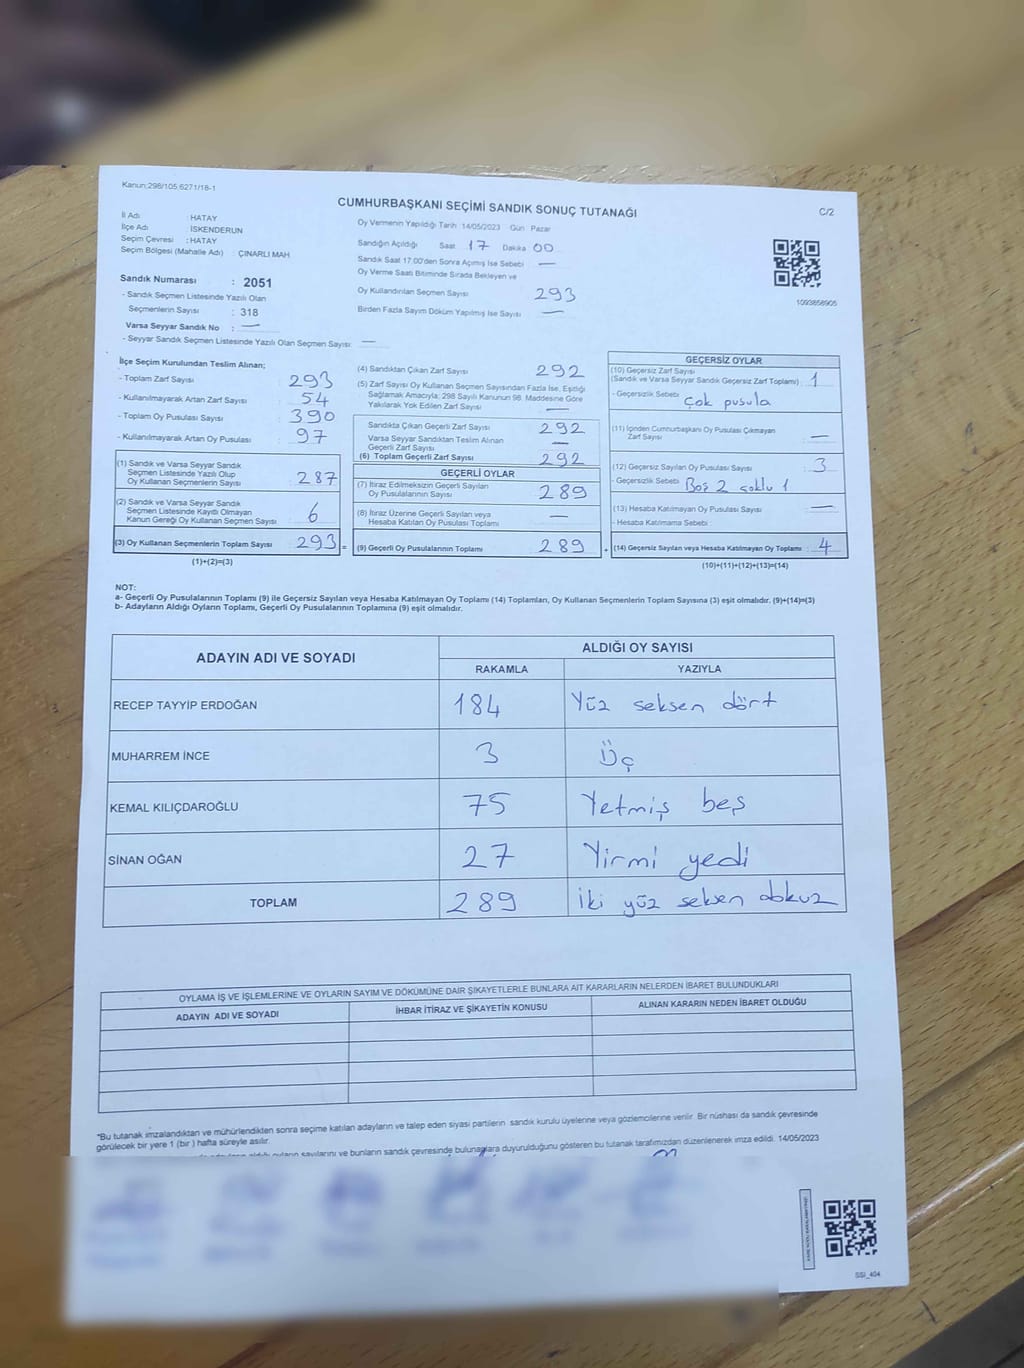 Kanun:298/105;6271/18-1
CUMHURBAŞKANI SEÇİMİ SANDIK SONUÇ TUTANAĞI
C/2
İl Adı : HATAY
İlçe Adı : İSKENDERUN
Seçim Çevresi : HATAY
Seçim Bölgesi (Mahalle Adı) : ÇINARLI MAH.
Sandık Numarası : 2051
- Sandık Seçmen Listesinde Yazılı Olan
Seçmenlerin Sayısı : 318
Varsa Seyyar Sandık No : —
- Seyyar Sandık Seçmen Listesinde Yazılı Olan Seçmen Sayısı: —
Oy Vermenin Yapıldığı Tarih: 14/05/2023 Gün Pazar
Sandığın Açıldığı Saat 17 Dakika 00
Sandık Saat 17:00'den Sonra Açımış İse Sebebi —
Oy Verme Saati Bitiminde Sırada Bekleyen ve
Oy Kullandırılan Seçmen Sayısı 293
Birden Fazla Sayım Döküm Yapılmış İse Sayısı —
1093858905
İlçe Seçim Kurulundan Teslim Alınan;
- Toplam Zarf Sayısı 293
- Kullanılmayarak Artan Zarf Sayısı 54
- Toplam Oy Pusulası Sayısı 390
- Kullanılmayarak Artan Oy Pusulası 97
(1) Sandık ve Varsa Seyyar Sandık
Seçmen Listesinde Yazılı Olup
Oy Kullanan Seçmenlerin Sayısı : 287
(2) Sandık ve Varsa Seyyar Sandık
Seçmen Listesinde Kayıtlı Olmayan
Kanun Gereği Oy Kullanan Seçmen Sayısı 6
(3) Oy Kullanan Seçmenlerin Toplam Sayısı 293 =
(1)+(2)=(3)
(4) Sandıktan Çıkan Zarf Sayısı 292
(5) Zarf Sayısı Oy Kullanan Seçmen Sayısından Fazla İse, Eşitliği
Sağlamak Amacıyla; 298 Sayılı Kanunun 98. Maddesine Göre
Yakılarak Yok Edilen Zarf Sayısı —
Sandıkta Çıkan Geçerli Zarf Sayısı 292
Varsa Seyyar Sandıktan Teslim Alınan
Geçerli Zarf Sayısı —
(6) Toplam Geçerli Zarf Sayısı 292
GEÇERLİ OYLAR
(7) İtiraz Edilmeksizin Geçerli Sayılan
Oy Pusulalarının Sayısı 289
(8) İtiraz Üzerine Geçerli Sayılan veya
Hesaba Katılan Oy Pusulası Toplamı —
(9) Geçerli Oy Pusulalarının Toplamı 289 +
GEÇERSİZ OYLAR
(10) Geçersiz Zarf Sayısı
(Sandık ve Varsa Seyyar Sandık Geçersiz Zarf Toplamı) : 1
- Geçersizlik Sebebi çok pusula
(11) İçinden Cumhurbaşkanı Oy Pusulası Çıkmayan
Zarf Sayısı —
(12) Geçersiz Sayılan Oy Pusulası Sayısı : 3
- Geçersizlik Sebebi Boş 2 çoklu 1
(13) Hesaba Katılmayan Oy Pusulası Sayısı : —
- Hesaba Katılmama Sebebi :
(14) Geçersiz Sayılan veya Hesaba Katılmayan Oy Toplamı : 4
(10)+(11)+(12)+(13)=(14)
NOT:
a- Geçerli Oy Pusulalarının Toplamı (9) ile Geçersiz Sayılan veya Hesaba Katılmayan Oy Toplamı (14) Toplamları, Oy Kullanan Seçmenlerin Toplam Sayısına (3) eşit olmalıdır. (9)+(14)=(3)
b- Adayların Aldığı Oyların Toplamı, Geçerli Oy Pusulalarının Toplamına (9) eşit olmalıdır.
ADAYIN ADI VE SOYADI
ALDIĞI OY SAYISI
RAKAMLA YAZIYLA
RECEP TAYYİP ERDOĞAN 184 Yüz seksen dört
MUHARREM İNCE 3 Üç
KEMAL KILIÇDAROĞLU 75 Yetmiş beş
SİNAN OĞAN 27 Yirmi yedi
TOPLAM 289 İki yüz seksen dokuz
OYLAMA İŞ VE İŞLEMLERİNE VE OYLARIN SAYIM VE DÖKÜMÜNE DAİR ŞİKAYETLERLE BUNLARA AİT KARARLARIN NELERDEN İBARET BULUNDUKLARI
ADAYIN ADI VE SOYADI İHBAR İTİRAZ VE ŞİKAYETİN KONUSU ALINAN KARARIN NEDEN İBARET OLDUĞU
*Bu tutanak imzalandıktan ve mühürlendikten sonra seçime katılan adayların ve talep eden siyasi partilerin sandık kurulu üyelerine veya gözlemcilerine verilir. Bir nüshası da sandık çevresinde
görülecek bir yere 1 (bir) hafta süreyle asılır.
aldığı oyların sayılarını ve bunların sandık çevresinde bulunanlara duyurulduğunu gösteren bu tutanak tarafımızdan düzenlenerek imza edildi. 14/05/2023
SSI_404